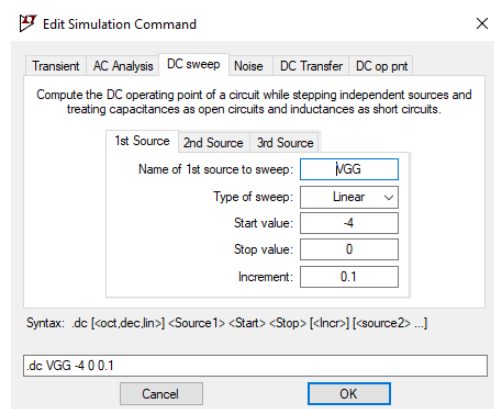 Edit Simulation Command
Transient AC Analysis DC sweep Noise DC Transfer DC op pnt
Compute the DC operating point of a circuit while stepping independent sources and
treating capacitances as open circuits and inductances as short circuits.
1st Source 2nd Source 3rd Source
Name of 1st source to sweep: VGG
Type of sweep: Linear
Start value: -4
Stop value: 0
Increment: 0.1
Syntax: .dc [<oct,dec,lin>] <Source1> <Start> <Stop> [<Incr>] [<source2> ...]
.dc VGG -4 0 0.1
Cancel OK